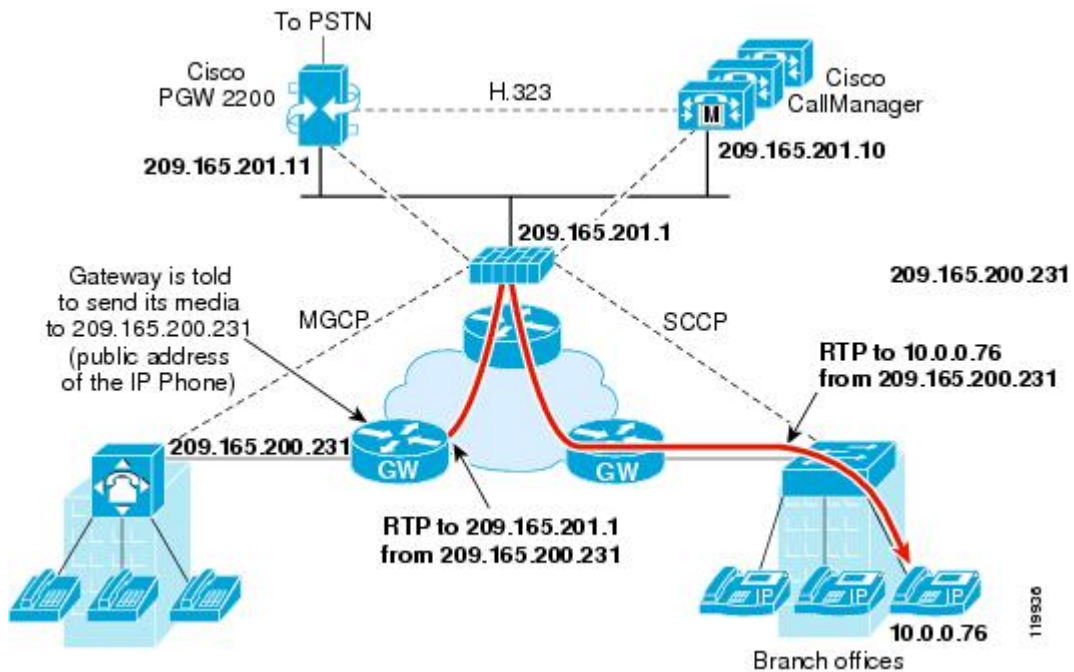 To PSTN
Cisco
PGW 2200
H.323
M
Cisco
CallManager
209.165.201.11
209.165.201.10
209.165.201.1
Gateway is told
to send its media
to 209.165.200.231
(public address
of the IP Phone)
MGCP
SCCP
209.165.200.231
RTP to 10.0.0.76
from 209.165.200.231
209.165.200.231
GW
GW
RTP to 209.165.201.1
from 209.165.200.231
IP
IP
IP
10.0.0.76
Branch offices
119936